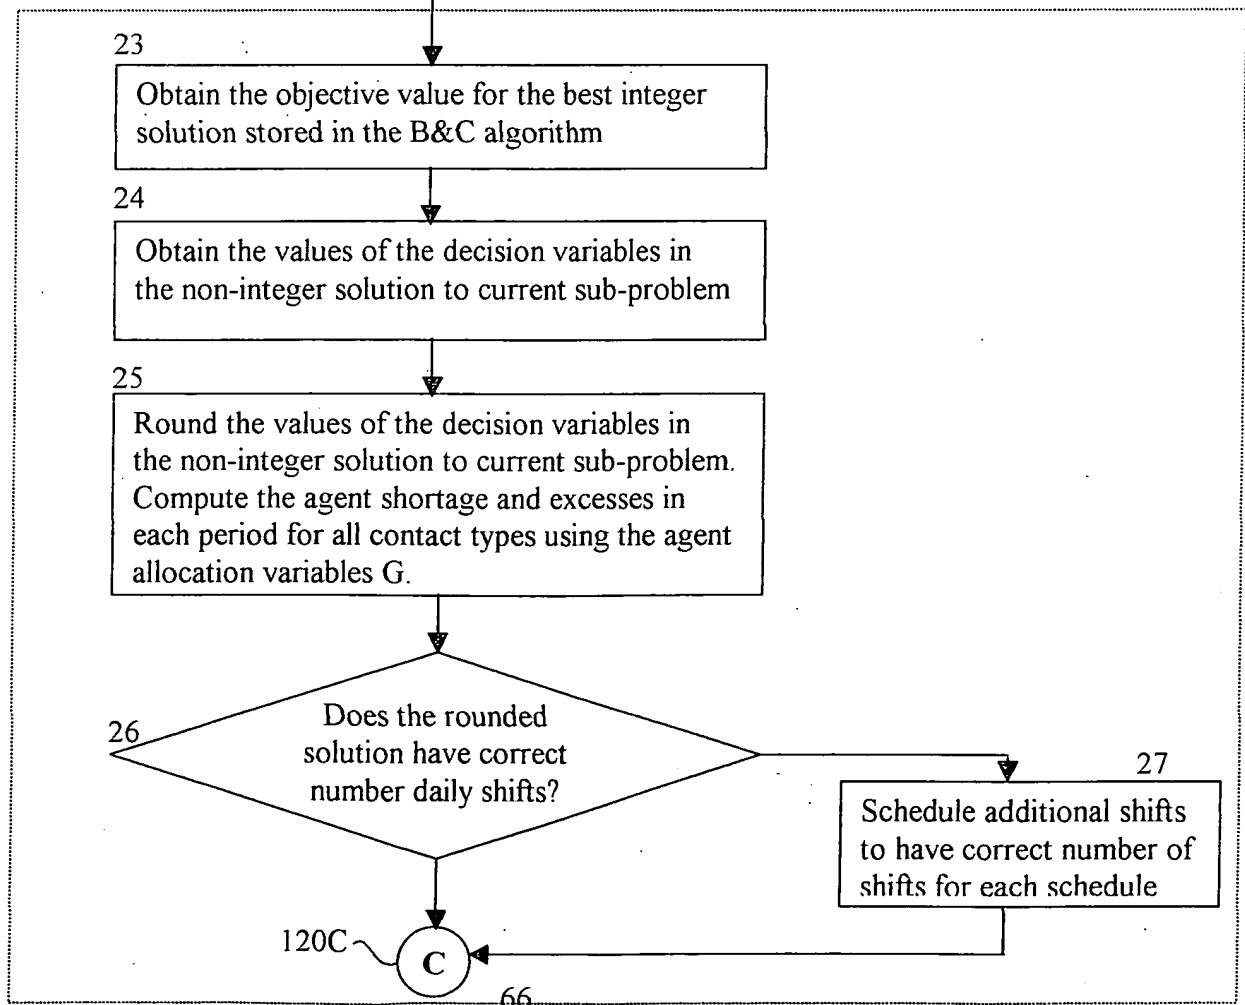 23
Obtain the objective value for the best integer
solution stored in the B&C algorithm
24
Obtain the values of the decision variables in
the non-integer solution to current sub-problem
25
Round the values of the decision variables in
the non-integer solution to current sub-problem.
Compute the agent shortage and excesses in
each period for all contact types using the agent
allocation variables G.
26
Does the rounded
solution have correct
number daily shifts?
27
Schedule additional shifts
to have correct number of
shifts for each schedule
120C
C
66